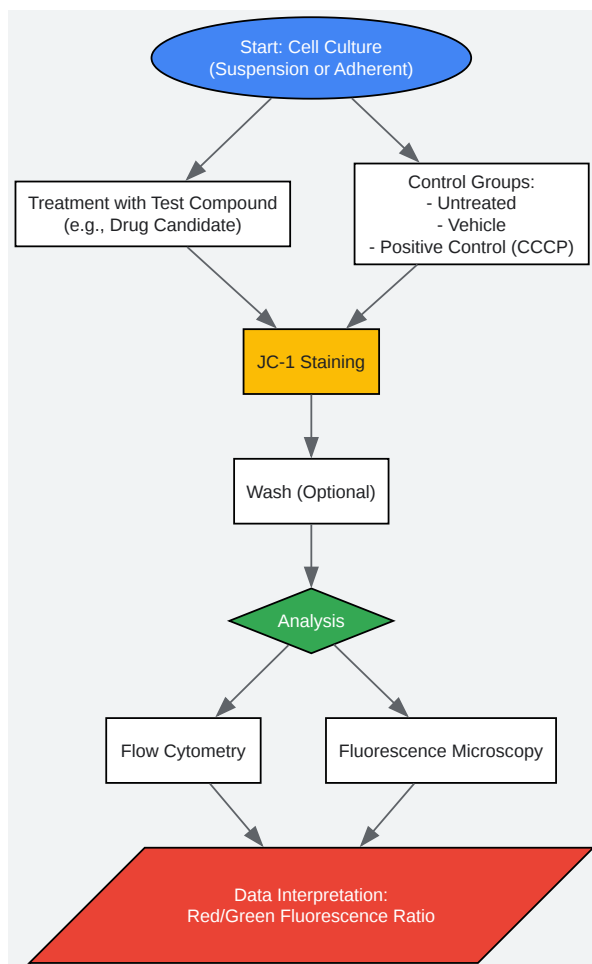 Start: Cell Culture
(Suspension or Adherent)
Treatment with Test Compound
(e.g., Drug Candidate)
Control Groups:
- Untreated
- Vehicle
- Positive Control (CCCP)
JC-1 Staining
Wash (Optional)
Analysis
Flow Cytometry
Fluorescence Microscopy
Data Interpretation:
Red/Green Fluorescence Ratio